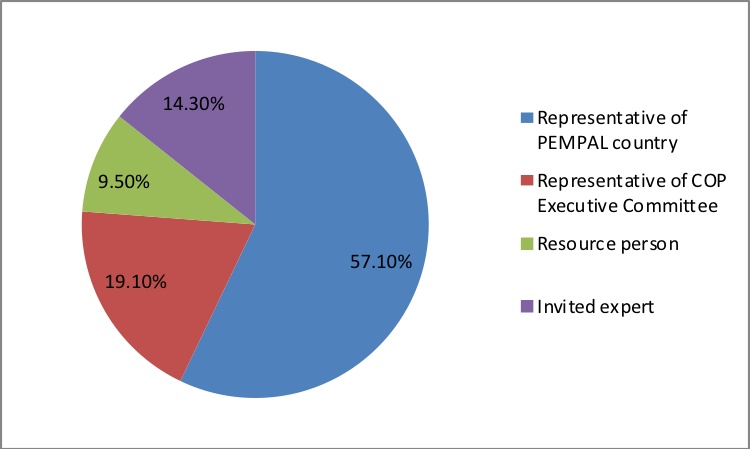 14.30%
9.50%
19.10%
57.10%
Representative of
PEMPAL country
Representative of COP
Executive Committee
Resource person
Invited expert